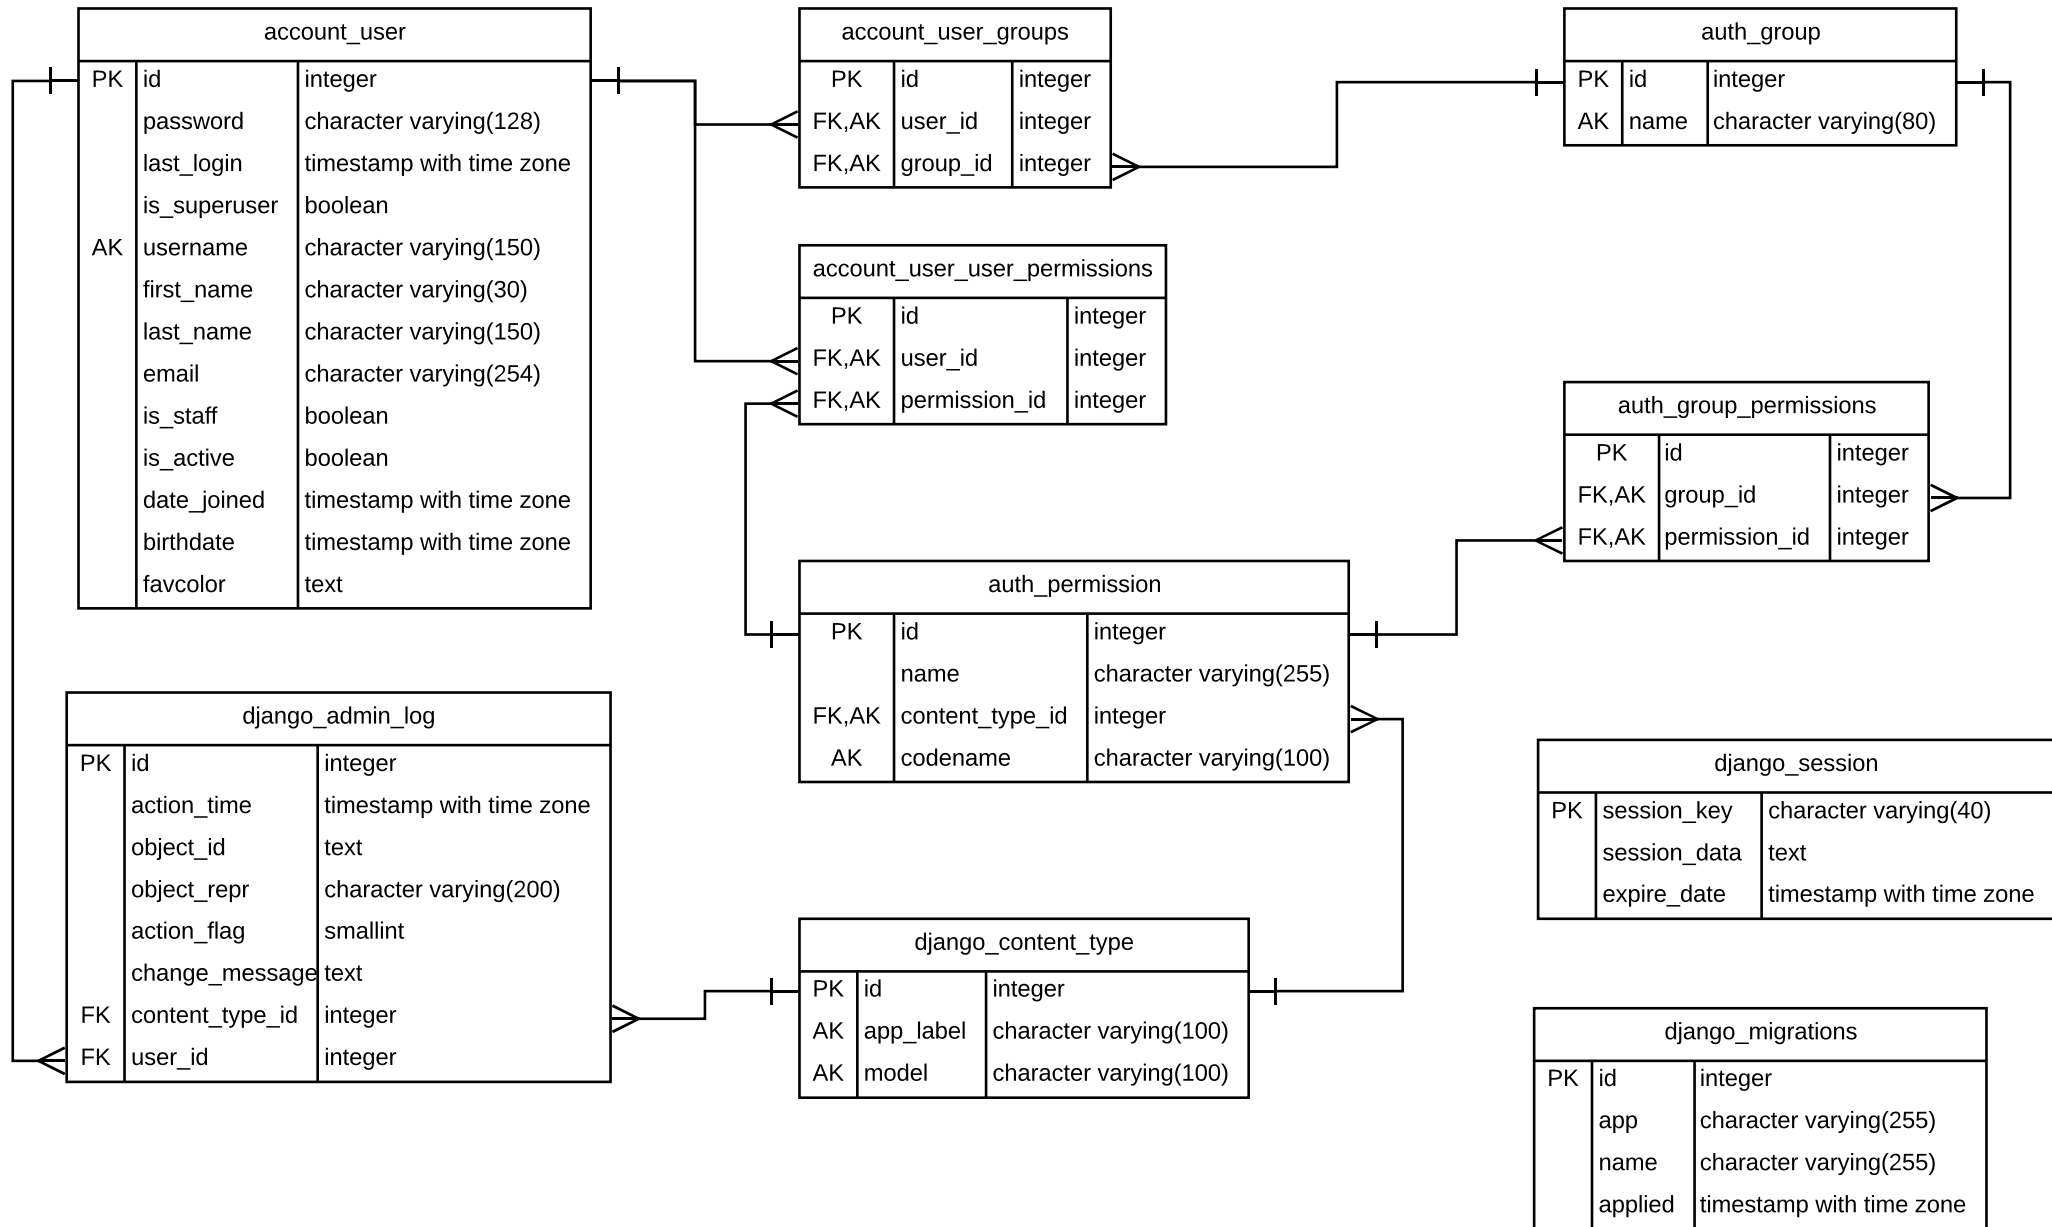 account_user
PK id integer
password character varying(128)
last_login timestamp with time zone
is_superuser boolean
AK username character varying(150)
first_name character varying(30)
last_name character varying(150)
email character varying(254)
is_staff boolean
is_active boolean
date_joined timestamp with time zone
birthdate timestamp with time zone
favcolor text
account_user_groups
PK id integer
FK,AK user_id integer
FK,AK group_id integer
auth_group
PK id integer
AK name character varying(80)
account_user_user_permissions
PK id integer
FK,AK user_id integer
FK,AK permission_id integer
auth_group_permissions
PK id integer
FK,AK group_id integer
FK,AK permission_id integer
auth_permission
PK id integer
name character varying(255)
FK,AK content_type_id integer
AK codename character varying(100)
django_admin_log
PK id integer
action_time timestamp with time zone
object_id text
object_repr character varying(200)
action_flag smallint
change_message text
FK content_type_id integer
FK user_id integer
django_session
PK session_key character varying(40)
session_data text
expire_date timestamp with time zone
django_content_type
PK id integer
AK app_label character varying(100)
AK model character varying(100)
django_migrations
PK id integer
app character varying(255)
name character varying(255)
applied timestamp with time zone